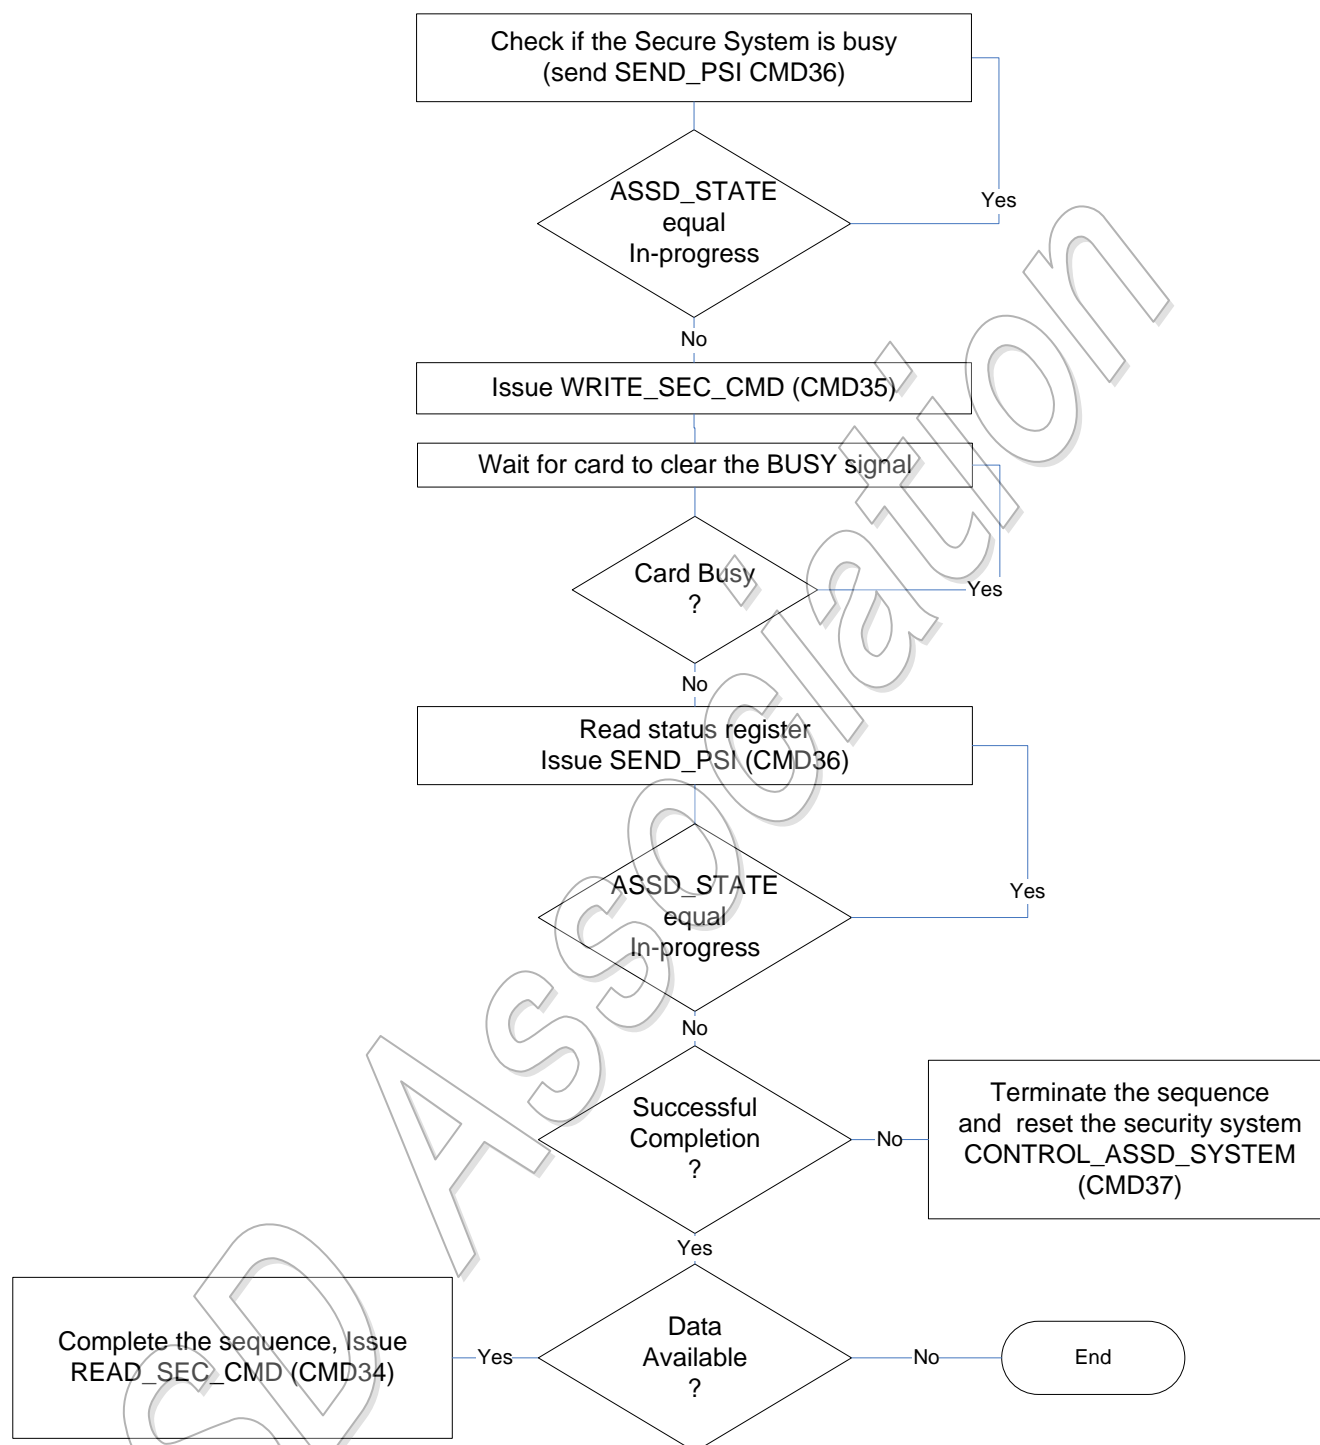 Check if the Secure System is busy
(send SEND_PSI CMD36)
ASSD_STATE
equal
In-progress
Yes
No
Issue WRITE_SEC_CMD (CMD35)
Wait for card to clear the BUSY signal
Card Busy
?
Yes
No
Read status register
Issue SEND_PSI (CMD36)
ASSD_STATE
equal
In-progress
Yes
No
Successful
Completion
?
No
Terminate the sequence
and  reset the security system
CONTROL_ASSD_SYSTEM
(CMD37)
Yes
Data
Available
?
Yes
Complete the sequence, Issue
READ_SEC_CMD (CMD34)
No
End
SD Association